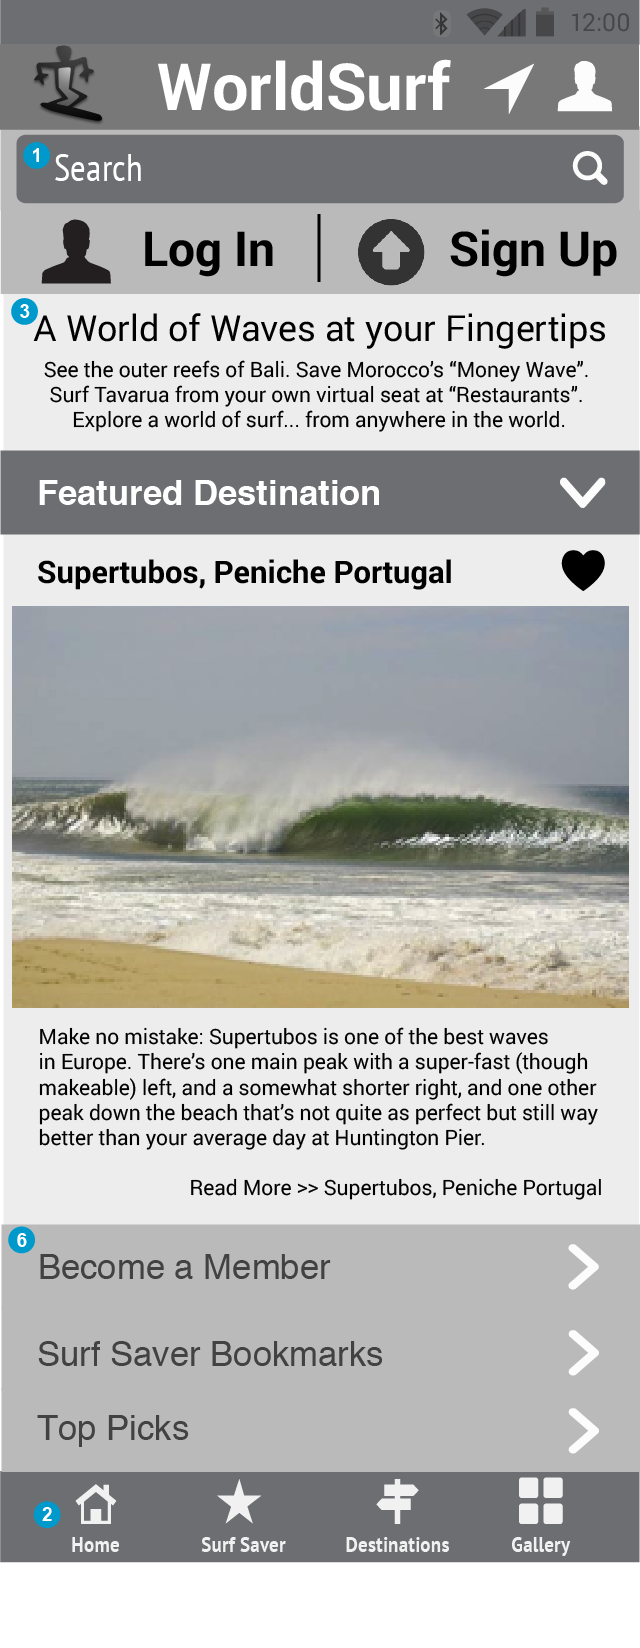 12:00
WorldSurf
1
Search
Log In
Sign Up
3
A World of Waves at your Fingertips
See the outer reefs of Bali. Save Morocco's “Money Wave”.
Surf Tavarua from your own virtual seat at “Restaurants”.
Explore a world of surf... from anywhere in the world.
Featured Destination
Supertubos, Peniche Portugal
Make no mistake: Supertubos is one of the best waves
in Europe. There's one main peak with a super-fast (though
makeable) left, and a somewhat shorter right, and one other
peak down the beach that's not quite as perfect but still way
better than your average day at Huntington Pier.
Read More >> Supertubos, Peniche Portugal
6
Become a Member
Surf Saver Bookmarks
Top Picks
2
Home
Surf Saver
Destinations
Gallery